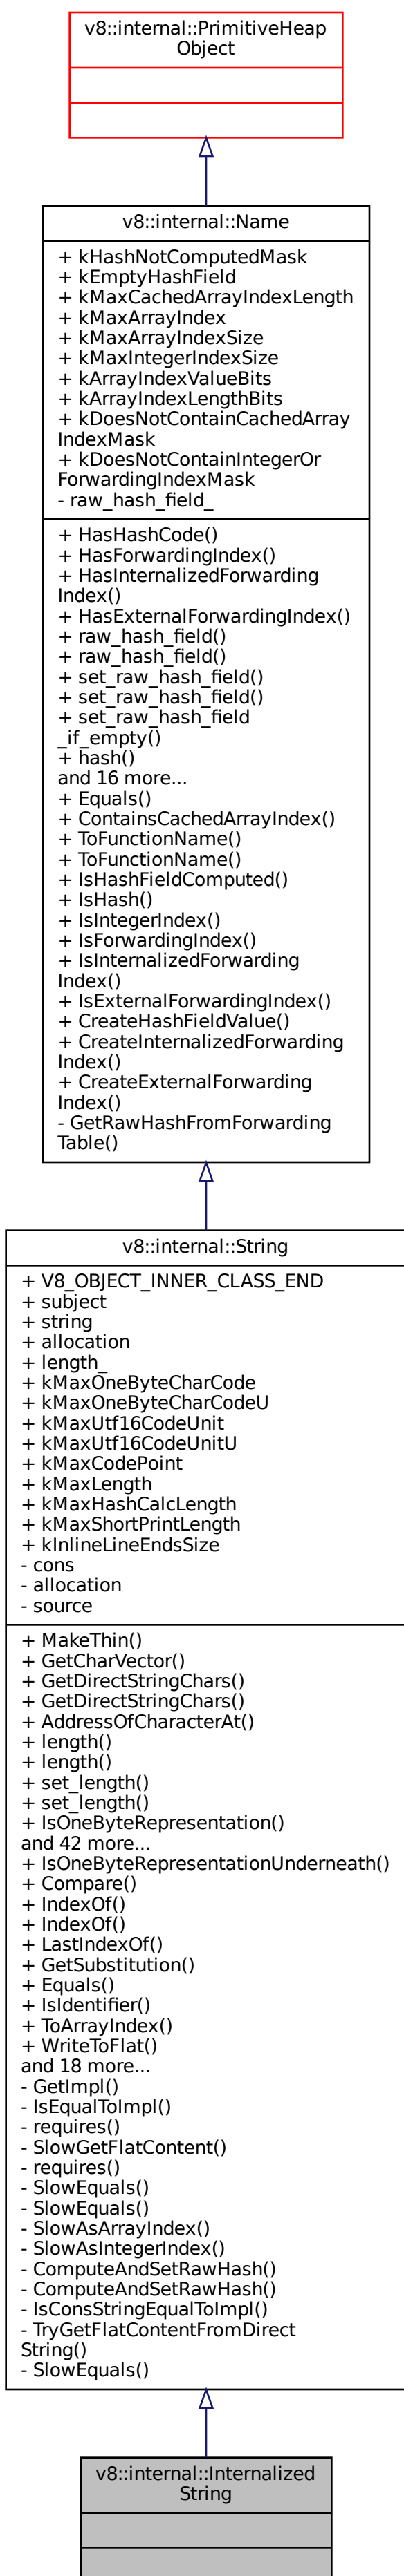 v8::internal::PrimitiveHeap
Object
v8::internal::Name
+ kHashNotComputedMask
+ kEmptyHashField
+ kMaxCachedArrayIndexLength
+ kMaxArrayIndex
+ kMaxArrayIndexSize
+ kMaxIntegerIndexSize
+ kArrayIndexValueBits
+ kArrayIndexLengthBits
+ kDoesNotContainCachedArray
IndexMask
+ kDoesNotContainIntegerOr
ForwardingIndexMask
- raw_hash_field_
+ HasHashCode()
+ HasForwardingIndex()
+ HasInternalizedForwarding
Index()
+ HasExternalForwardingIndex()
+ raw_hash_field()
+ raw_hash_field()
+ set_raw_hash_field()
+ set_raw_hash_field()
+ set_raw_hash_field
_if_empty()
+ hash()
and 16 more...
+ Equals()
+ ContainsCachedArrayIndex()
+ ToFunctionName()
+ ToFunctionName()
+ IsHashFieldComputed()
+ IsHash()
+ IsIntegerIndex()
+ IsForwardingIndex()
+ IsInternalizedForwarding
Index()
+ IsExternalForwardingIndex()
+ CreateHashFieldValue()
+ CreateInternalizedForwarding
Index()
+ CreateExternalForwarding
Index()
- GetRawHashFromForwarding
Table()
v8::internal::String
+ V8_OBJECT_INNER_CLASS_END
+ subject
+ string
+ allocation
+ length_
+ kMaxOneByteCharCode
+ kMaxOneByteCharCodeU
+ kMaxUtf16CodeUnit
+ kMaxUtf16CodeUnitU
+ kMaxCodePoint
+ kMaxLength
+ kMaxHashCalcLength
+ kMaxShortPrintLength
+ kInlineLineEndsSize
- cons
- allocation
- source
+ MakeThin()
+ GetCharVector()
+ GetDirectStringChars()
+ GetDirectStringChars()
+ AddressOfCharacterAt()
+ length()
+ length()
+ set_length()
+ set_length()
+ IsOneByteRepresentation()
and 42 more...
+ IsOneByteRepresentationUnderneath()
+ Compare()
+ IndexOf()
+ IndexOf()
+ LastIndexOf()
+ GetSubstitution()
+ Equals()
+ IsIdentifier()
+ ToArrayIndex()
+ WriteToFlat()
and 18 more...
- GetImpl()
- IsEqualToImpl()
- requires()
- SlowGetFlatContent()
- requires()
- SlowEquals()
- SlowEquals()
- SlowAsArrayIndex()
- SlowAsIntegerIndex()
- ComputeAndSetRawHash()
- ComputeAndSetRawHash()
- IsConsStringEqualToImpl()
- TryGetFlatContentFromDirect
String()
- SlowEquals()
v8::internal::Internalized
String